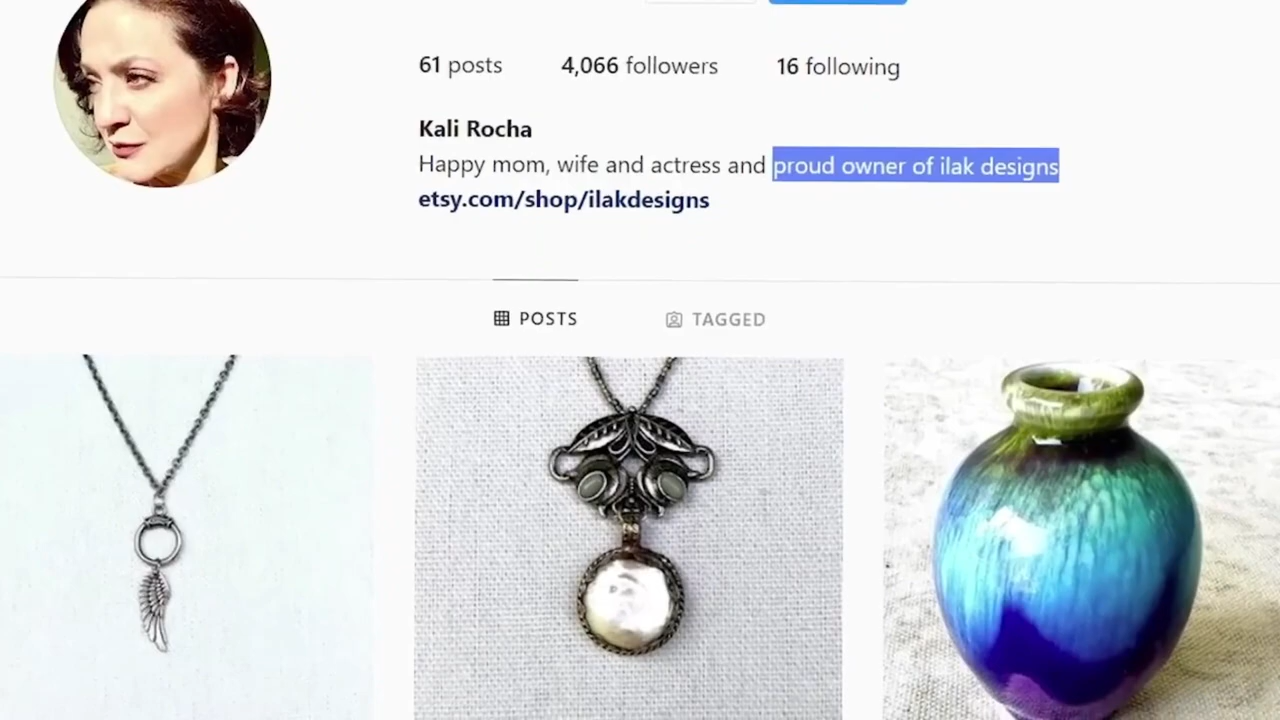 61 posts 4,066 followers 16 following
Kali Rocha
Happy mom, wife and actress and proud owner of ilak designs
etsy.com/shop/ilakdesigns
POSTS TAGGED